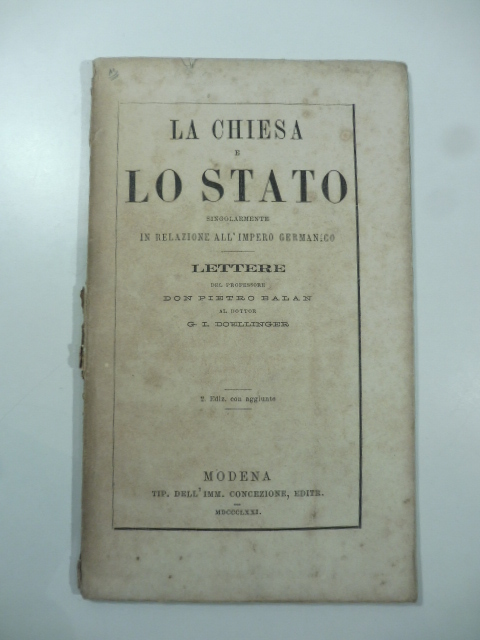 LA CHIESA
E
LO STATO
SINGOLARMENTE
IN RELAZIONE ALL'IMPERO GERMANICO
LETTERE
DEL PROFESSORE
DON PIETRO BALAN
AL DOTTOR
G. I. DOELLINGER
2. Ediz. con aggiunte
MODENA
TIP. DELL'IMM. CONCEZIONE, EDITR.
MDCCCLXXI.